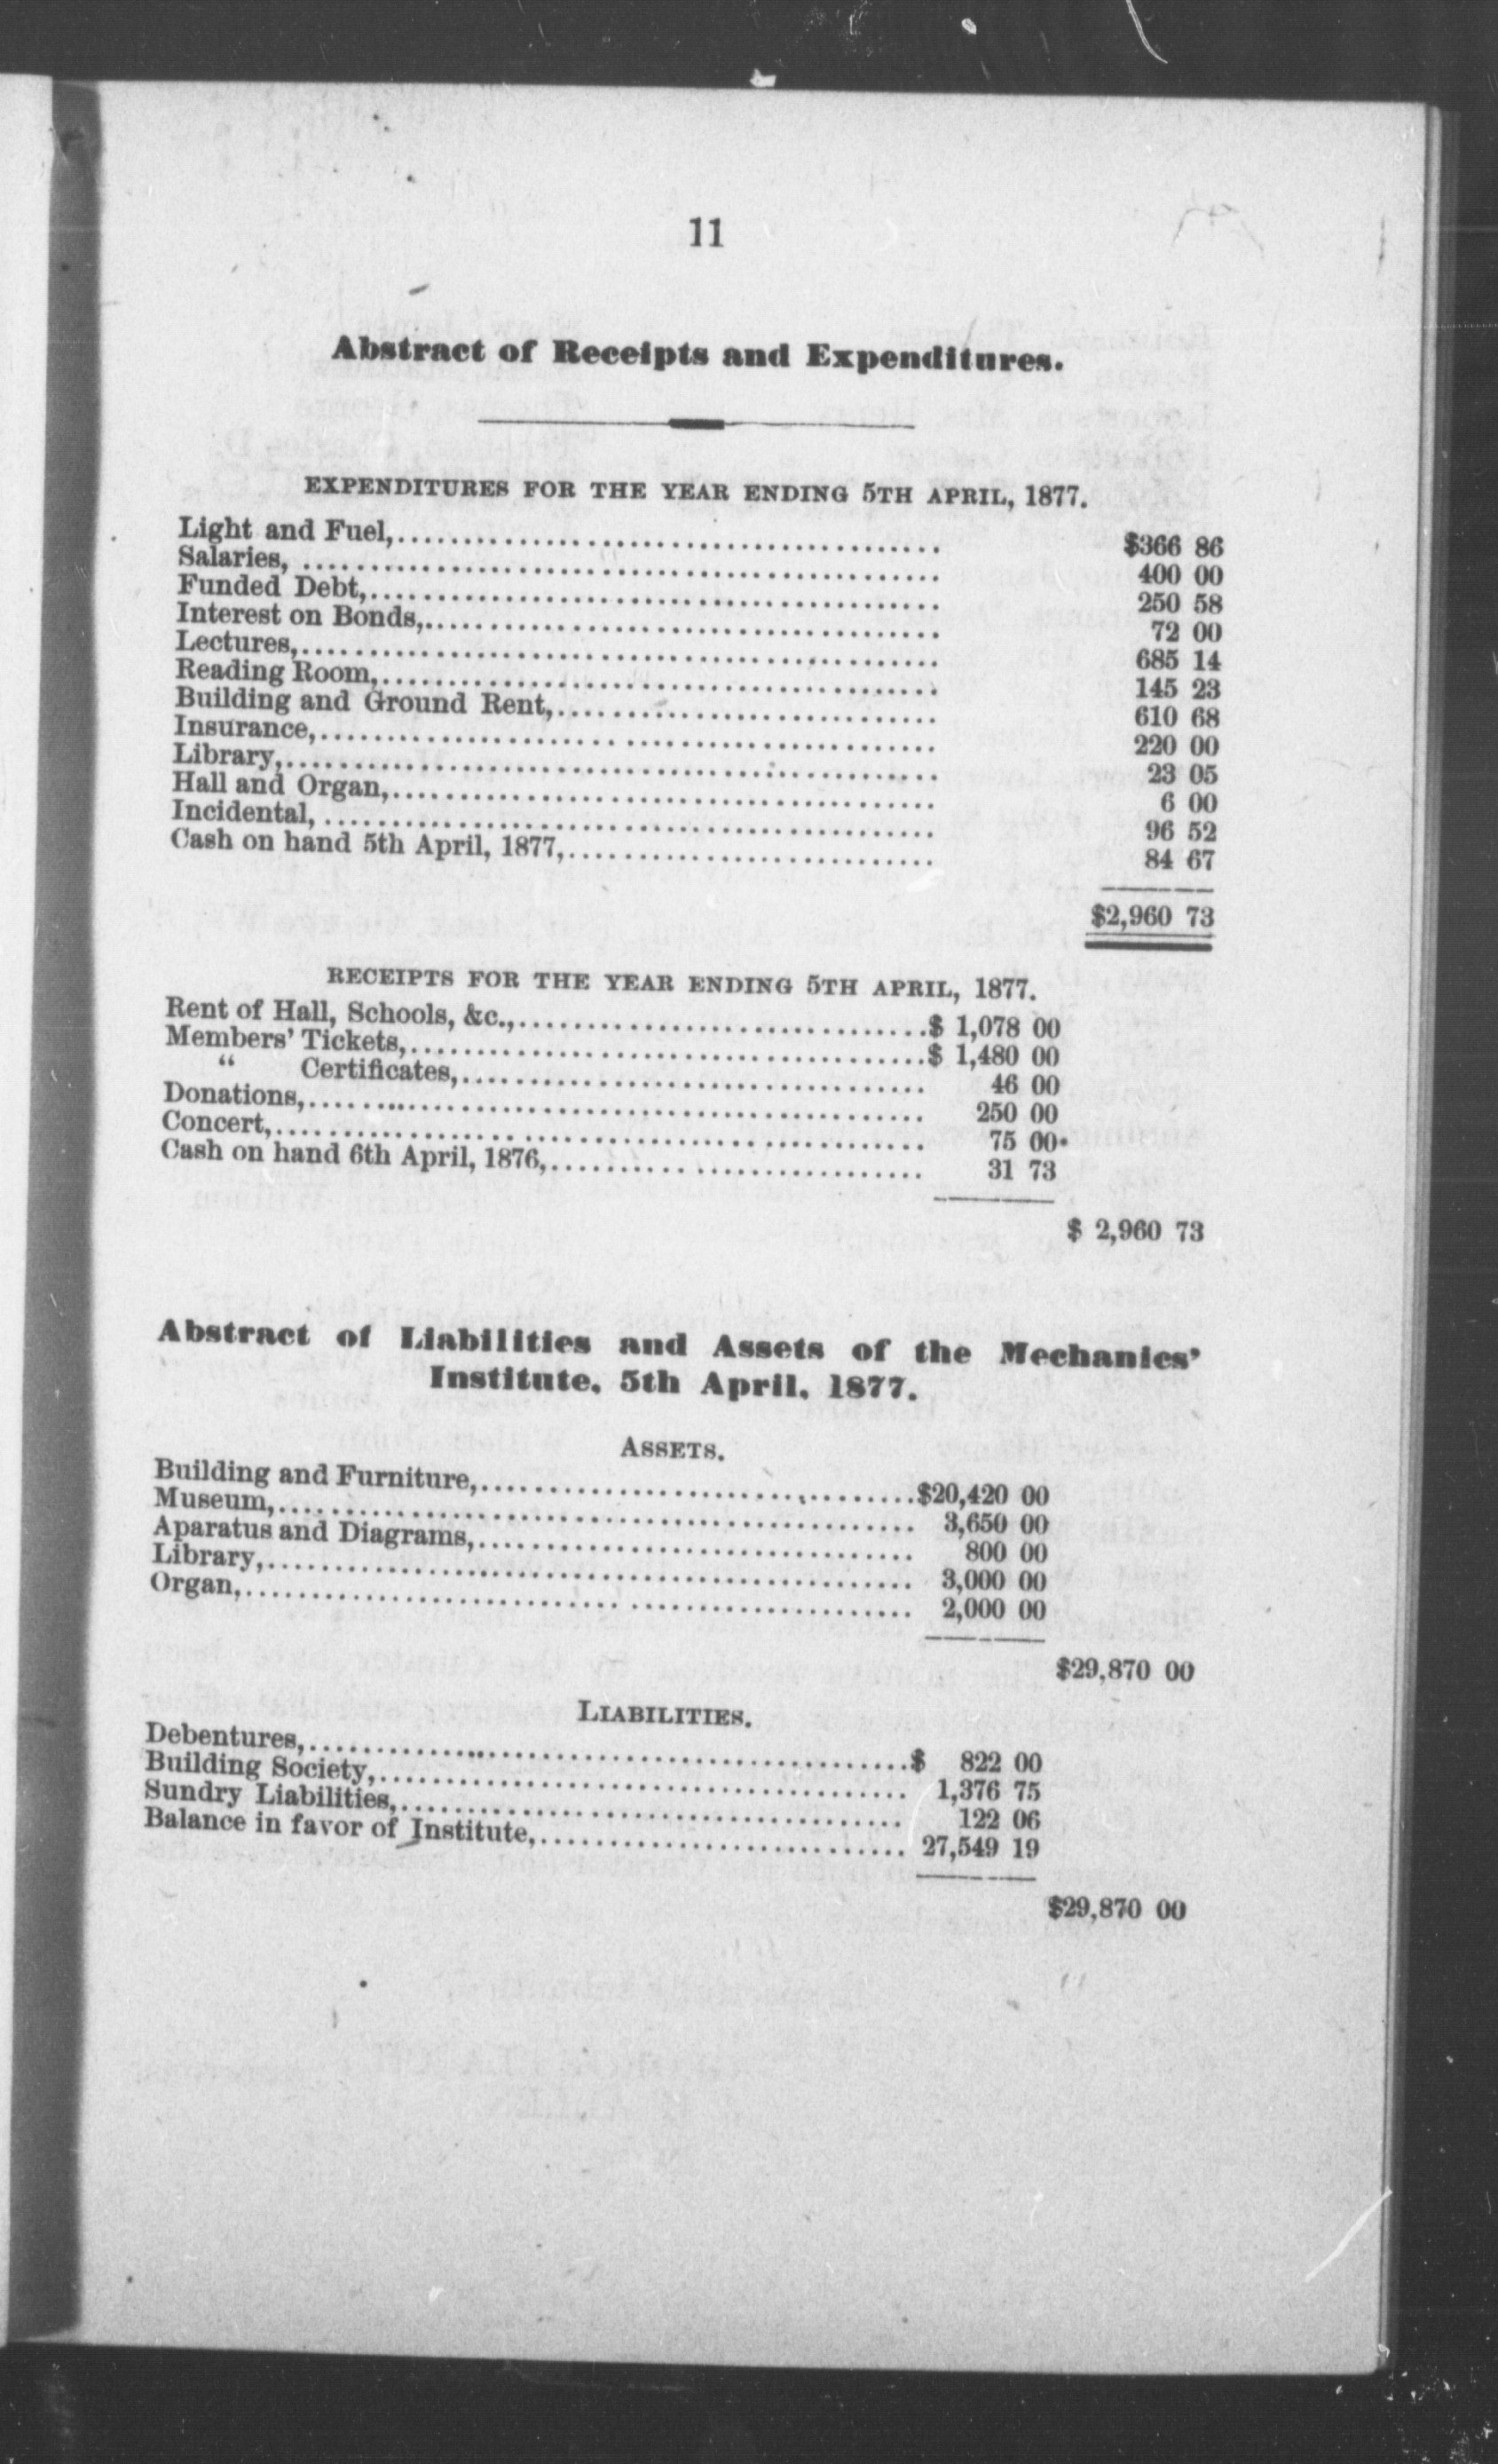 11
Abstract of Receipts and Expenditures.
EXPENDITURES FOR THE YEAR ENDING 5TH APRIL, 1877.
Light and Fuel,........................................ $366 86
Salaries, ........................................ 400 00
Funded Debt,........................................ 250 58
Interest on Bonds,........................................ 72 00
Lectures,........................................ 685 14
Reading Room,........................................ 145 23
Building and Ground Rent,........................................ 610 68
Insurance,........................................ 220 00
Library,........................................ 23 05
Hall and Organ,........................................ 6 00
Incidental, ........................................ 96 52
Cash on hand 5th April, 1877,........................................ 84 67
$2,960 73
RECEIPTS FOR THE YEAR ENDING 5TH APRIL, 1877.
Rent of Hall, Schools, &c.,..............................$ 1,078 00
Members' Tickets,........................................$ 1,480 00
“ Certificates,........................................ 46 00
Donations,........................................ 250 00
Concert,........................................ 75 00
Cash on hand 6th April, 1876,.............................. 31 73
$ 2,960 73
Abstract of Liabilities and Assets of the Mechanics'
Institute, 5th April, 1877.
ASSETS.
Building and Furniture,..............................$20,420 00
Museum,........................................ 3,650 00
Aparatus and Diagrams,.............................. 800 00
Library,........................................ 3,000 00
Organ,........................................ 2,000 00
$29,870 00
LIABILITIES.
Debentures,........................................$ 822 00
Building Society,........................................ 1,376 75
Sundry Liabilities,........................................ 122 06
Balance in favor of Institute,.............................. 27,549 19
$29,870 00